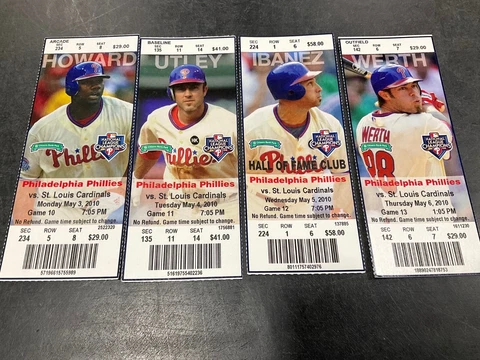 ARCADE
SEC ROW SEAT
234 5 8 $29.00
HOWARD
Phillies
Philadelphia Phillies
vs. St. Louis Cardinals
Monday May 3, 2010
Game 10 7:05 PM
No Refund. Game time subject to change.
2622320
SEC ROW SEAT
234 5 8 $29.00
BASELINE
SEC ROW SEAT
135 11 14 $41.00
UTLEY
Phillies
Philadelphia Phillies
vs. St. Louis Cardinals
Tuesday May 4, 2010
Game 11 7:05 PM
No Refund. Game time subject to change.
1756881
SEC ROW SEAT
135 11 14 $41.00
SEC ROW SEAT
224 1 6 $58.00
IBANEZ
LEAGUE
CHAMPIONS
HALL OF FAME CLUB
Philadelphia Phillies
vs. St. Louis Cardinals
Wednesday May 5, 2010
Game 12 7:05 PM
No Refund. Game time subject to change.
137895
SEC ROW SEAT
224 1 6 $58.00
OUTFIELD
SEC ROW SEAT
142 6 7 $29.00
WERTH
WERTH
Philadelphia Phillies
vs. St. Louis Cardinals
Thursday May 6, 2010
Game 13 7:05 PM
No Refund. Game time subject to change.
1611230
SEC ROW SEAT
142 6 7 $29.00